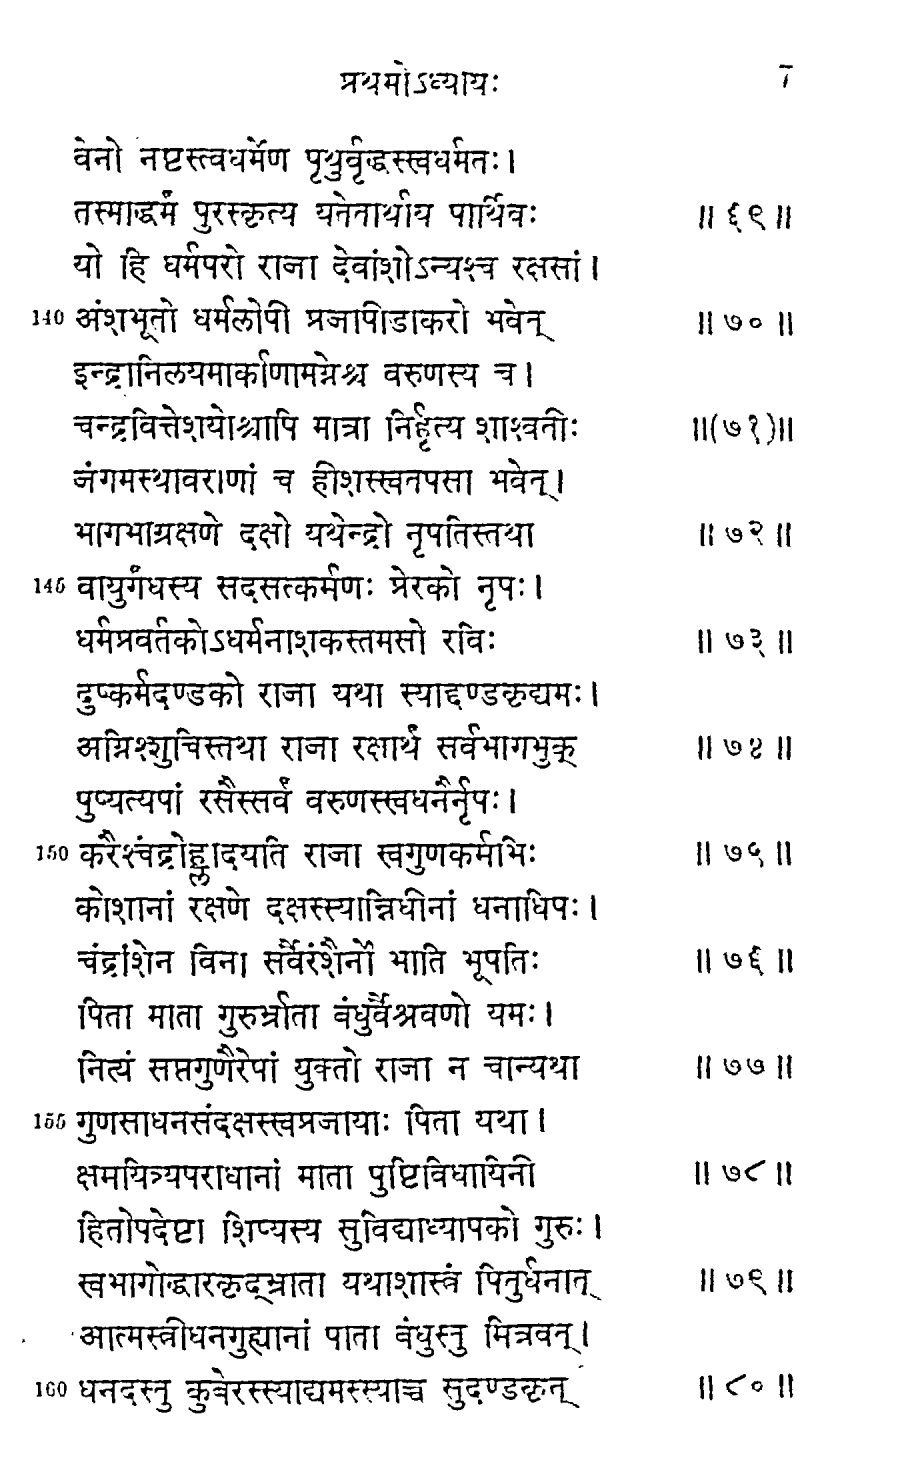 प्रथमोऽध्यायः 7
वेनो नष्टस्त्वधर्मेण पृथुर्वृद्धस्स्वधर्मतः।
तस्माद्धर्मं पुरस्कृत्य यतेतार्थाय पार्थिवः ॥ ६९ ॥
यो हि धर्मपरो राजा देवांशोऽन्यश्च रक्षसां।
140 अंशभूतो धर्मलोपी प्रजापीडाकरो भवेत् ॥ ७० ॥
इन्द्रानिलयमार्काणामग्नेश्च वरुणस्य च।
चन्द्रवित्तेशयोश्चापि मात्रा निर्हृत्य शाश्वतीः ॥(७१)॥
जंगमस्थावराणां च हीशस्स्वतपसा भवेत्।
भागभाग्रक्षणे दक्षो यथेन्द्रो नृपतिस्तथा ॥ ७२ ॥
145 वायुर्गंधस्य सदसत्कर्मणः प्रेरको नृपः।
धर्मप्रवर्तकोऽधर्मनाशकस्तमसो रविः ॥ ७३ ॥
दुष्कर्मदण्डको राजा यथा स्याद्दण्डकृद्यमः।
अग्निश्शुचिस्तथा राजा रक्षार्थं सर्वभागभुक् ॥ ७४ ॥
पुष्यत्यपां रसैस्सर्वं वरुणस्स्वधनैर्नृपः।
150 करैश्चंद्रोह्लादयति राजा स्वगुणकर्मभिः ॥ ७५ ॥
कोशानां रक्षणे दक्षस्स्यान्निधीनां धनाधिपः।
चंद्रांशेन विना सर्वैरंशैर्नो भाति भूपतिः ॥ ७६ ॥
पिता माता गुरुर्भ्राता बंधुर्वैश्रवणो यमः।
नित्यं सप्तगुणैरेषां युक्तो राजा न चान्यथा ॥ ७७ ॥
155 गुणसाधनसंदक्षस्स्वप्रजायाः पिता यथा।
क्षमयित्र्यपराधानां माता पुष्टिविधायिनी ॥ ७८ ॥
हितोपदेष्टा शिष्यस्य सुविद्याध्यापको गुरुः।
स्वभागोद्धारकृद्भ्राता यथाशास्त्रं पितुर्धनात् ॥ ७९ ॥
आत्मस्त्रीधनगुह्यानां पाता बंधुस्तु मित्रवत्।
160 धनदस्तु कुबेरस्स्याद्यमस्स्याच्च सुदण्डकृत् ॥ ८० ॥